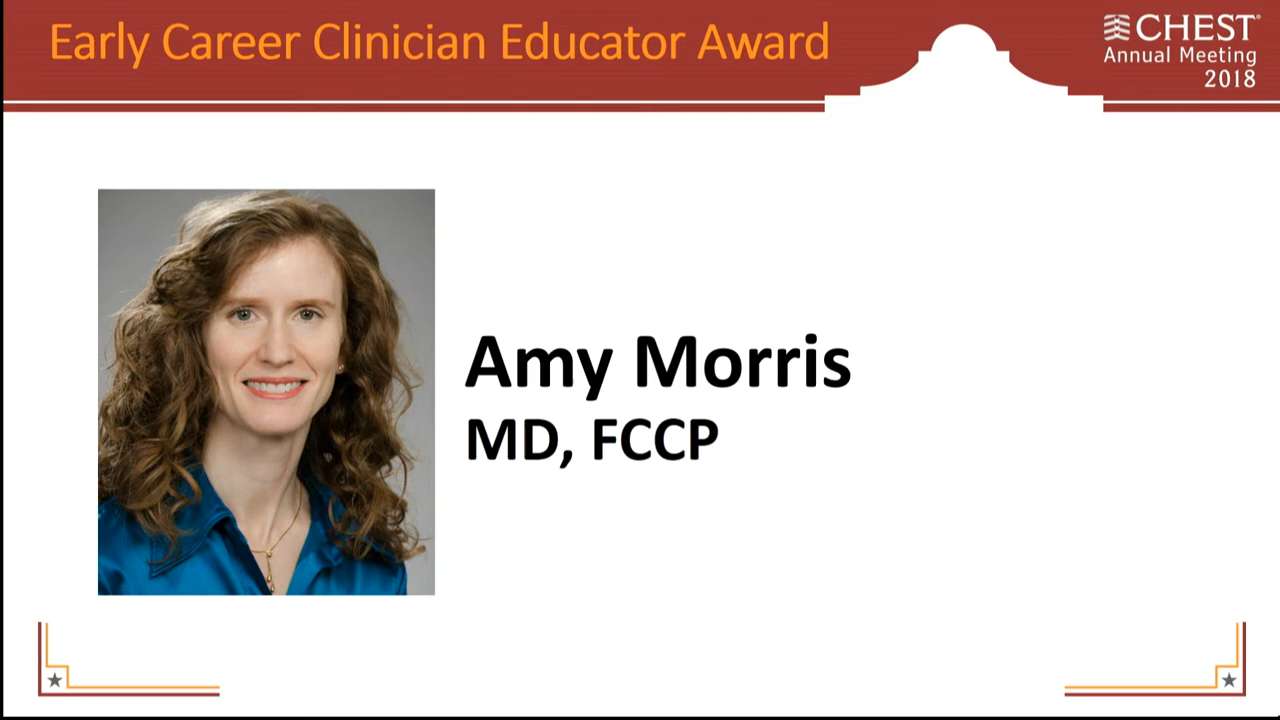 Early Career Clinician Educator Award
CHEST®
Annual Meeting
2018
Amy Morris
MD, FCCP